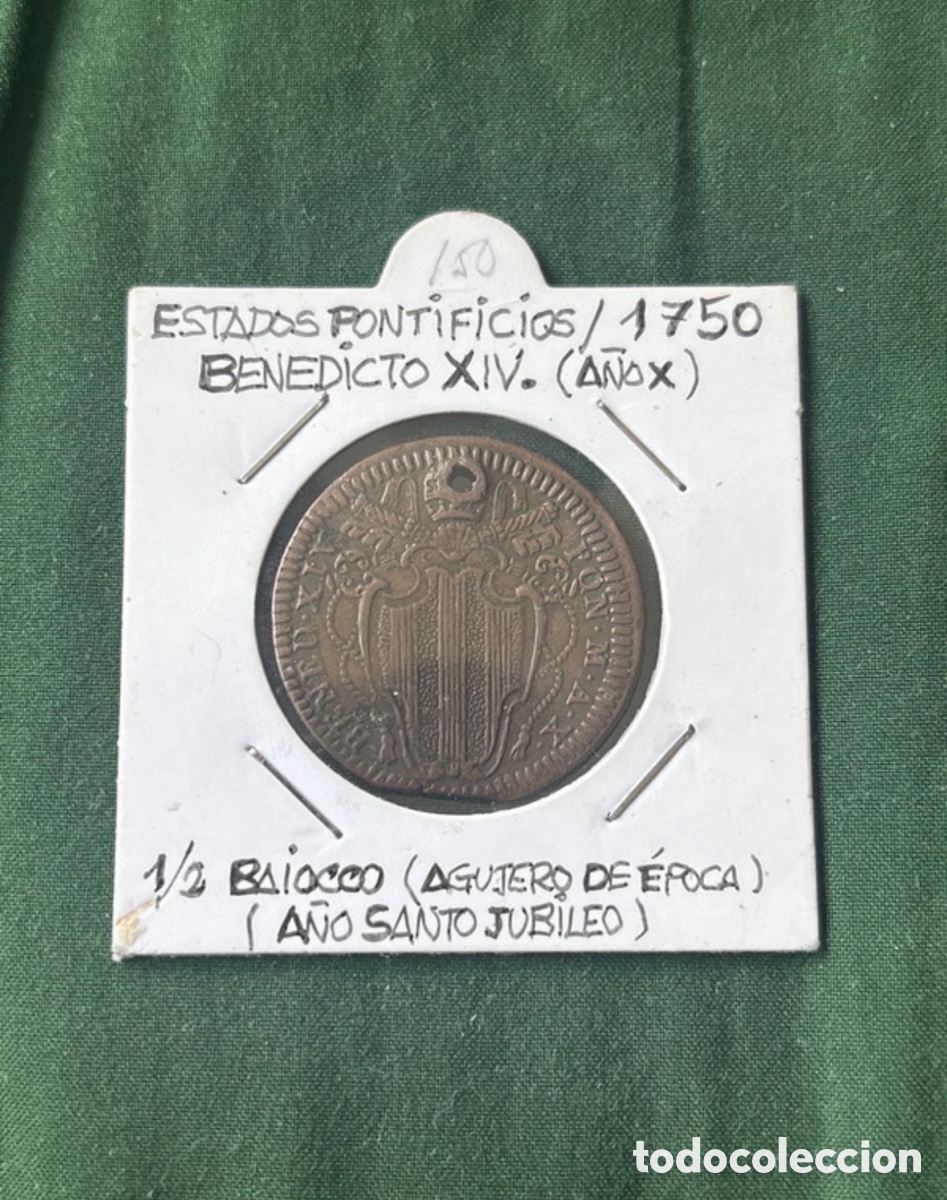 150
ESTADOS PONTIFICIOS / 1750
BENEDICTO XIV. (AÑO X)
BENED·XIV PON·M·A·X·
1/2 BAIOCCO (AGUJERO DE ÉPOCA)
(AÑO SANTO JUBILEO)
todocoleccion